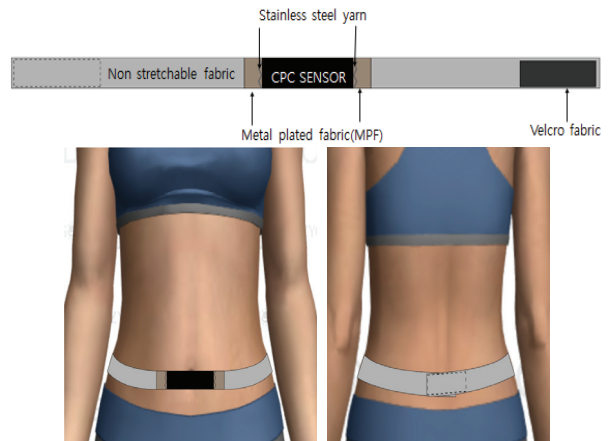 Stainless steel yarn
Non stretchable fabric
CPC SENSOR
Metal plated fabric(MPF)
Velcro fabric